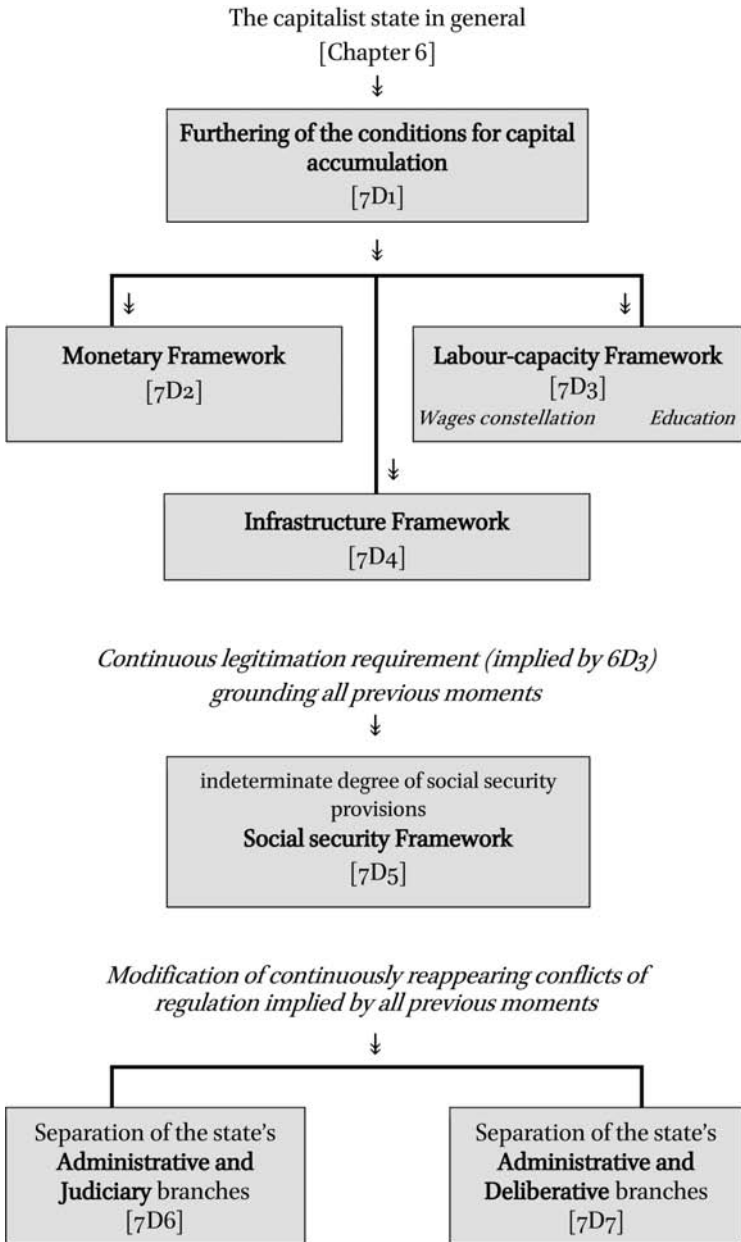 The capitalist state in general
[Chapter 6]
↡
Furthering of the conditions for capital
accumulation
[7D1]
↡
↡
↡
Monetary Framework
[7D2]
Labour-capacity Framework
[7D3]
Wages constellation Education
↡
Infrastructure Framework
[7D4]
Continuous legitimation requirement (implied by 6D3)
grounding all previous moments
↡
indeterminate degree of social security
provisions
Social security Framework
[7D5]
Modification of continuously reappearing conflicts of
regulation implied by all previous moments
↡
Separation of the state's
Administrative and
Judiciary branches
[7D6]
Separation of the state's
Administrative and
Deliberative branches
[7D7]